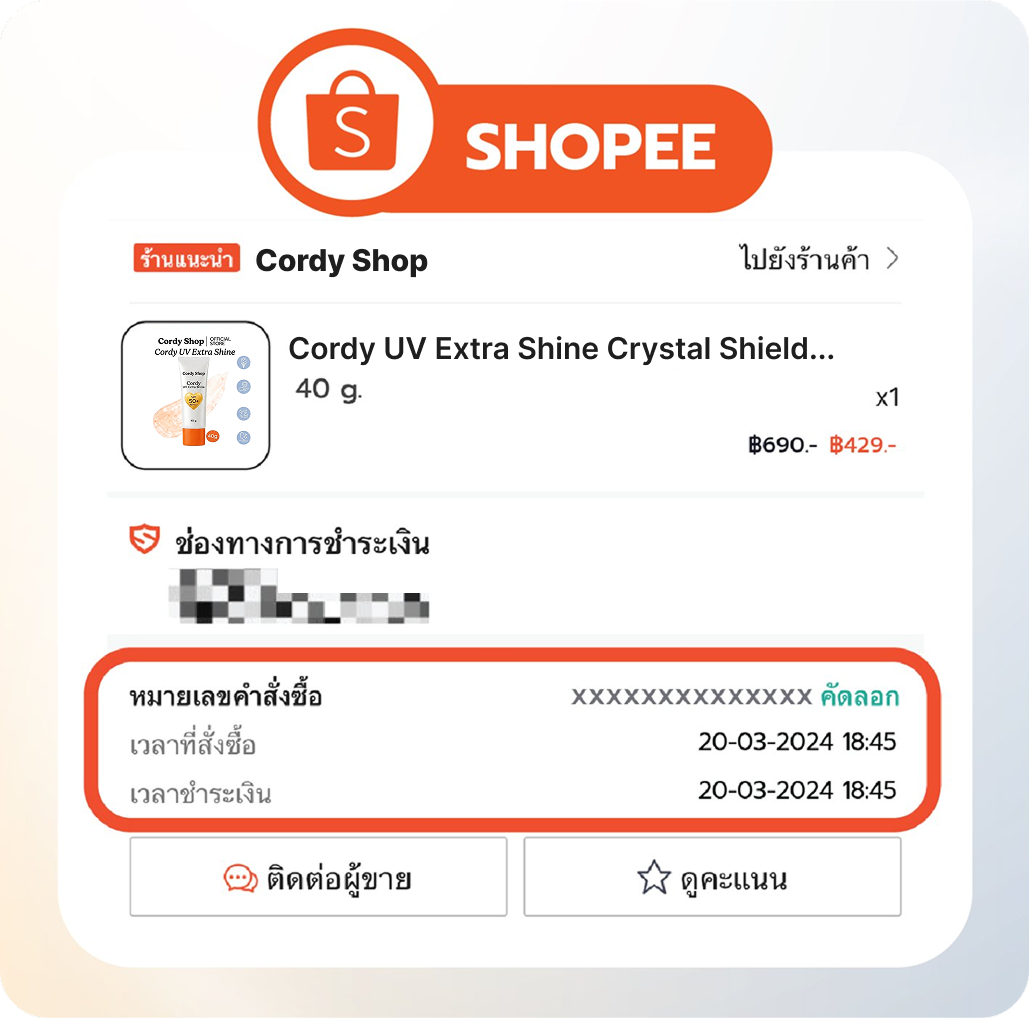 S
SHOPEE
ร้านแนะนำ Cordy Shop ไปยังร้านค้า >
Cordy Shop OFFICIAL STORE
Cordy UV Extra Shine
Cordy Shop
Cordy
50+
40g
Cordy UV Extra Shine Crystal Shield...
40 g.
x1
฿690.- ฿429.-
ช่องทางการชำระเงิน
หมายเลขคำสั่งซื้อ XXXXXXXXXXXXXX คัดลอก
เวลาที่สั่งซื้อ 20-03-2024 18:45
เวลาชำระเงิน 20-03-2024 18:45
ติดต่อผู้ขาย ดูคะแนน